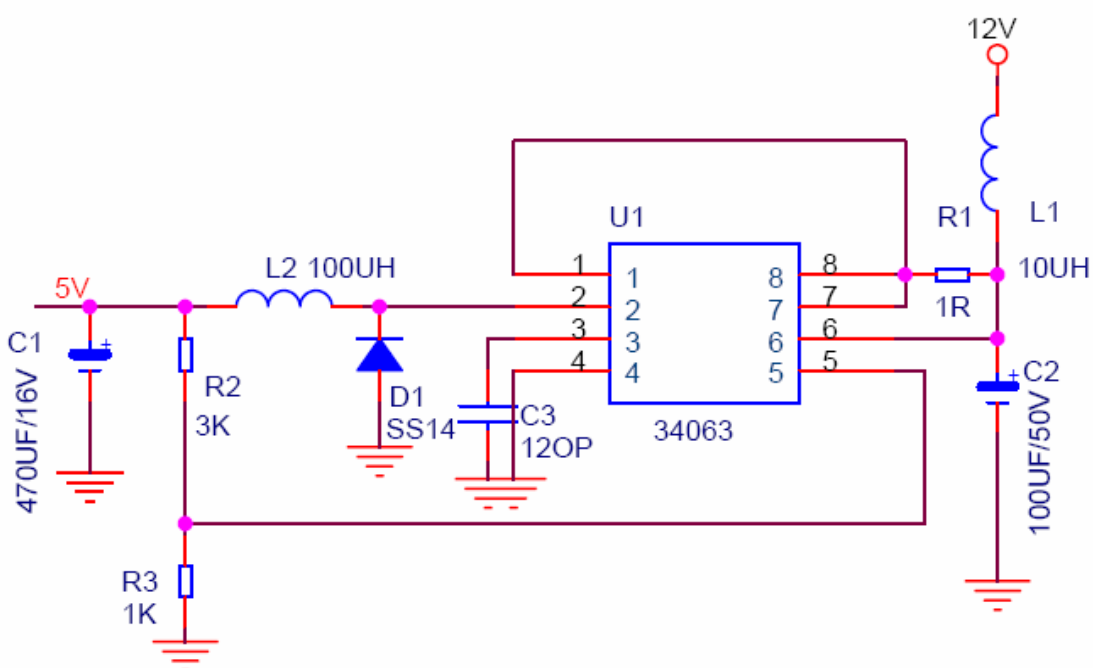 12V
U1
R1
L1
1
1
8
8
10UH
L2 100UH
5V
2
2
7
7
1R
C1
3
3
6
6
4
4
5
5
470UF/16V
R2
3K
D1
SS14
C3
12OP
34063
C2
100UF/50V
R3
1K